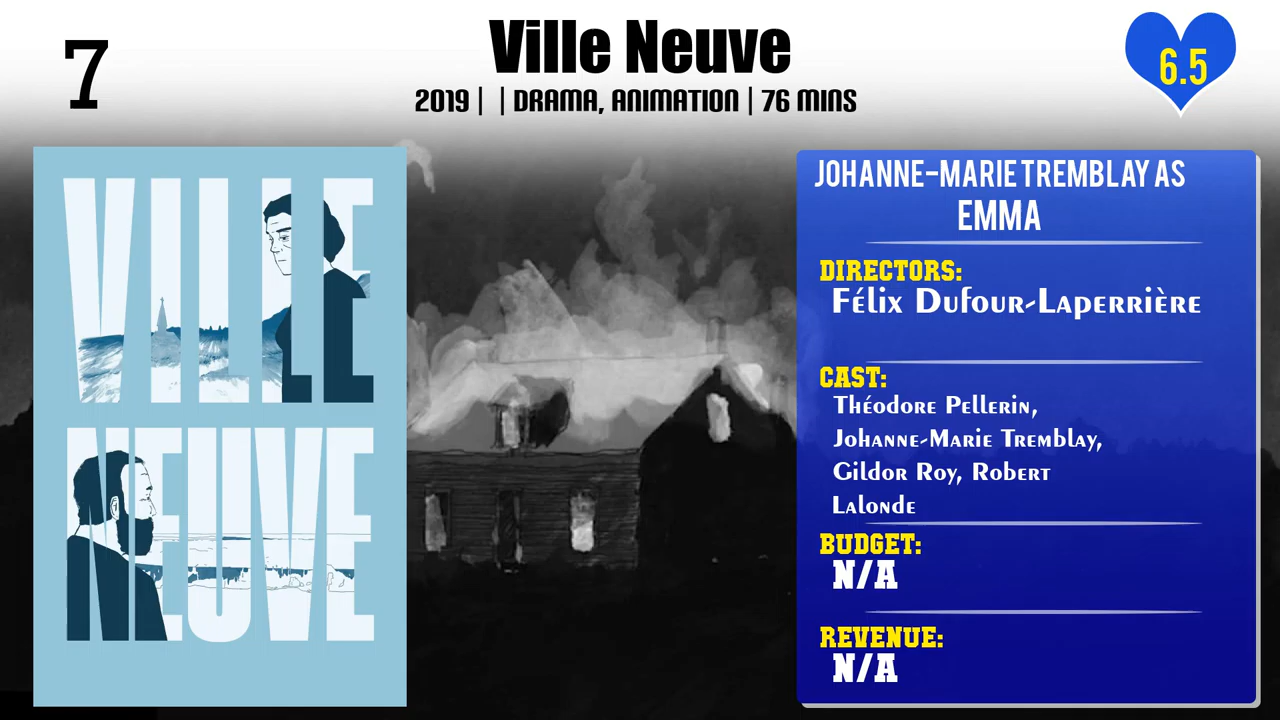 7
Ville Neuve
6.5
2019 | | DRAMA, ANIMATION | 76 MINS
VILLE
NEUVE
JOHANNE-MARIE TREMBLAY AS
EMMA
DIRECTORS:
Félix Dufour-Laperrière
CAST:
Théodore Pellerin,
Johanne-Marie Tremblay,
Gildor Roy, Robert
Lalonde
BUDGET:
N/A
REVENUE:
N/A